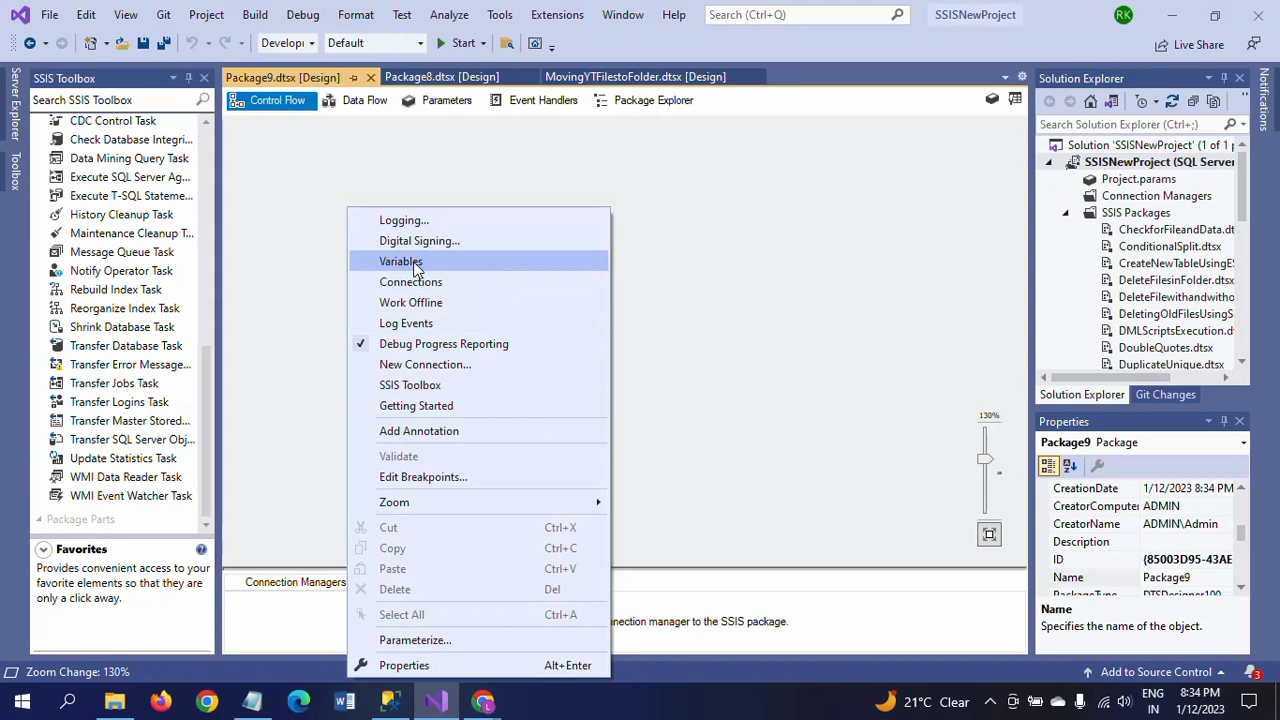 File Edit View Git Project Build Debug Format Test Analyze Tools Extensions Window Help Search (Ctrl+Q) SSISNewProject RK
Developi Default Start Live Share
Server Explorer
Toolbox
SSIS Toolbox
Search SSIS Toolbox
CDC Control Task
Check Database Integri...
Data Mining Query Task
Execute SQL Server Ag...
Execute T-SQL Stateme...
History Cleanup Task
Maintenance Cleanup T...
Message Queue Task
Notify Operator Task
Rebuild Index Task
Reorganize Index Task
Shrink Database Task
Transfer Database Task
Transfer Error Message...
Transfer Jobs Task
Transfer Logins Task
Transfer Master Stored...
Transfer SQL Server Obj...
Update Statistics Task
WMI Data Reader Task
WMI Event Watcher Task
Package Parts
Favorites
Provides convenient access to your
favorite elements so that they are
only a click away.
Package9.dtsx [Design] Package8.dtsx [Design] MovingYTFilestoFolder.dtsx [Design]
Control Flow Data Flow Parameters Event Handlers Package Explorer
Logging...
Digital Signing...
Variables
Connections
Work Offline
Log Events
Debug Progress Reporting
New Connection...
SSIS Toolbox
Getting Started
Add Annotation
Validate
Edit Breakpoints...
Zoom
Cut Ctrl+X
Copy Ctrl+C
Paste Ctrl+V
Delete Del
Select All Ctrl+A
Parameterize...
Properties Alt+Enter
130%
Connection Managers
nnection manager to the SSIS package.
Solution Explorer
Search Solution Explorer (Ctrl+;)
Solution 'SSISNewProject' (1 of 1 p
SSISNewProject (SQL Server
Project.params
Connection Managers
SSIS Packages
CheckforFileandData.dt
ConditionalSplit.dtsx
CreateNewTableUsingES
DeleteFilesinFolder.dtsx
DeleteFilewithandwitho
DeletingOldFilesUsingS
DMLScriptsExecution.d
DoubleQuotes.dtsx
DuplicateUnique.dtsx
Solution Explorer Git Changes
Properties
Package9 Package
CreationDate 1/12/2023 8:34 PM
CreatorComputer ADMIN
CreatorName ADMIN\Admin
Description
ID {85003D95-43AE
Name Package9
PackageType DTSDesigner100
Name
Specifies the name of the object.
Notifications
Zoom Change: 130% Add to Source Control 3
21°C Clear ENG IN 8:34 PM 1/12/2023